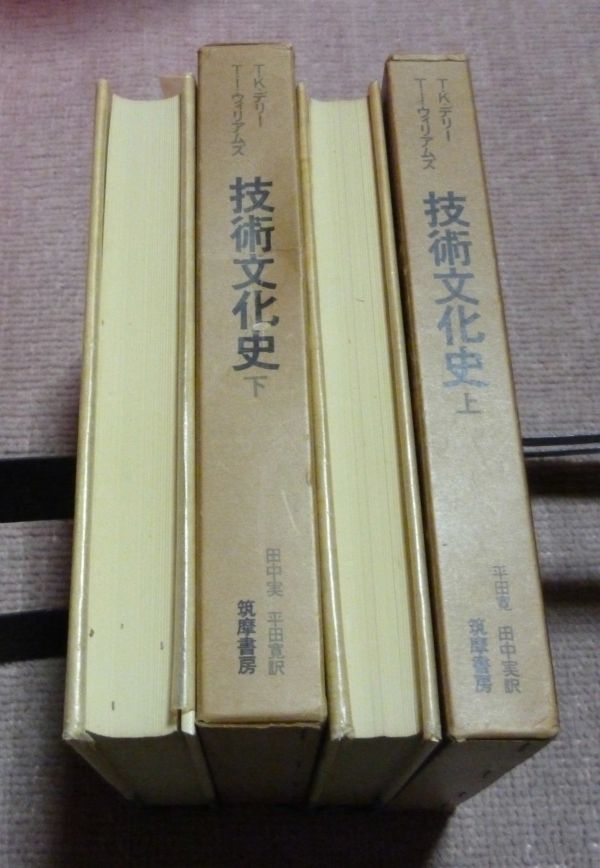 T・K・デリー
T・I・ウィリアムズ
技術文化史 上
平田寛 田中実訳
筑摩書房
T・K・デリー
T・I・ウィリアムズ
技術文化史 下
田中実 平田寛訳
筑摩書房